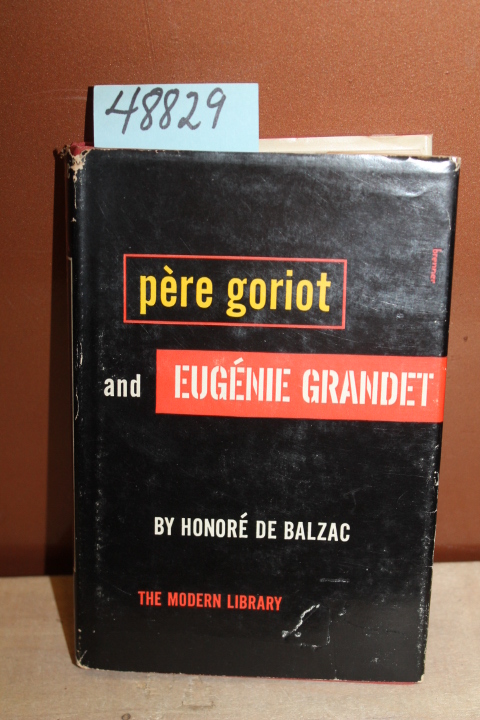 48829
père goriot
and EUGÉNIE GRANDET
BY HONORÉ DE BALZAC
THE MODERN LIBRARY